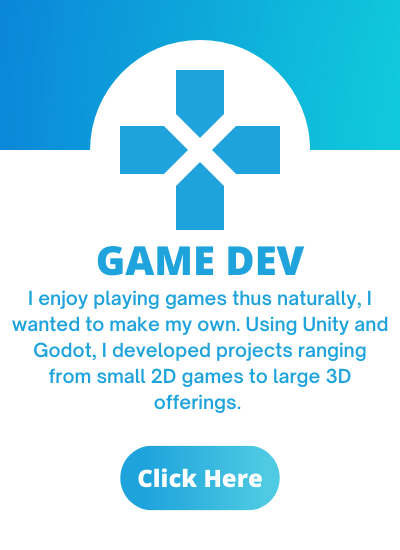 GAME DEV
I enjoy playing games thus naturally, I
wanted to make my own. Using Unity and
Godot, I developed projects ranging
from small 2D games to large 3D
offerings.
Click Here